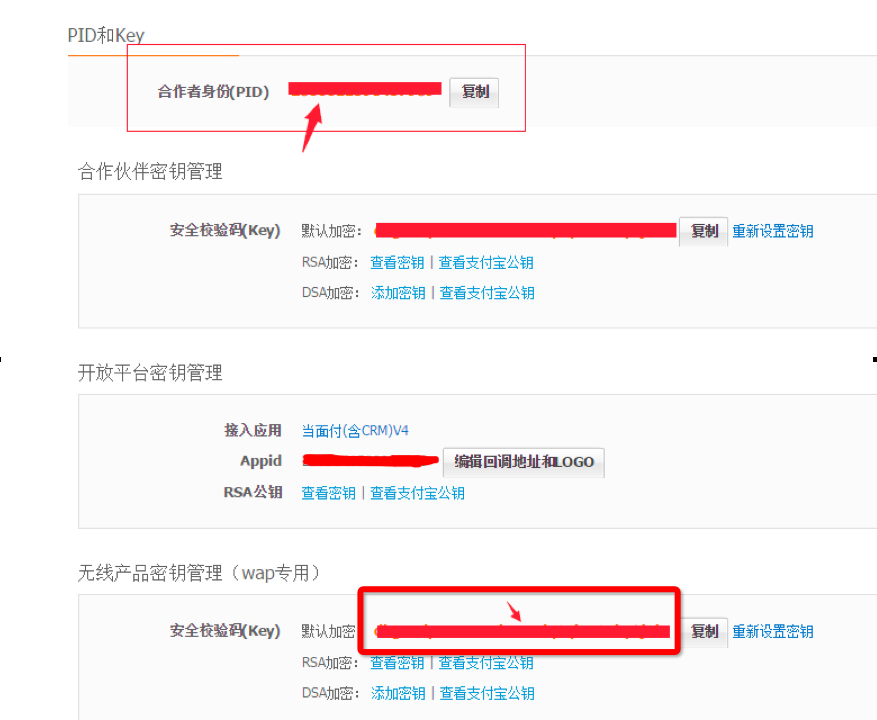 PID和Key
合作者身份(PID) 复制
合作伙伴密钥管理
安全校验码(Key) 默认加密： 复制 重新设置密钥
RSA加密： 查看密钥 | 查看支付宝公钥
DSA加密： 添加密钥 | 查看支付宝公钥
开放平台密钥管理
接入应用 当面付(含CRM)V4
Appid 编辑回调地址和LOGO
RSA公钥 查看密钥 | 查看支付宝公钥
无线产品密钥管理（wap专用）
安全校验码(Key) 默认加密 复制 重新设置密钥
RSA加密： 查看密钥 | 查看支付宝公钥
DSA加密： 添加密钥 | 查看支付宝公钥